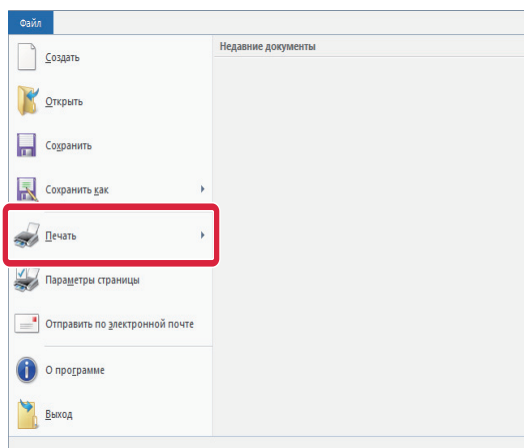 Файл
Недавние документы
Создать
Открыть
Сохранить
Сохранить как
Печать
Параметры страницы
Отправить по электронной почте
О программе
Выход